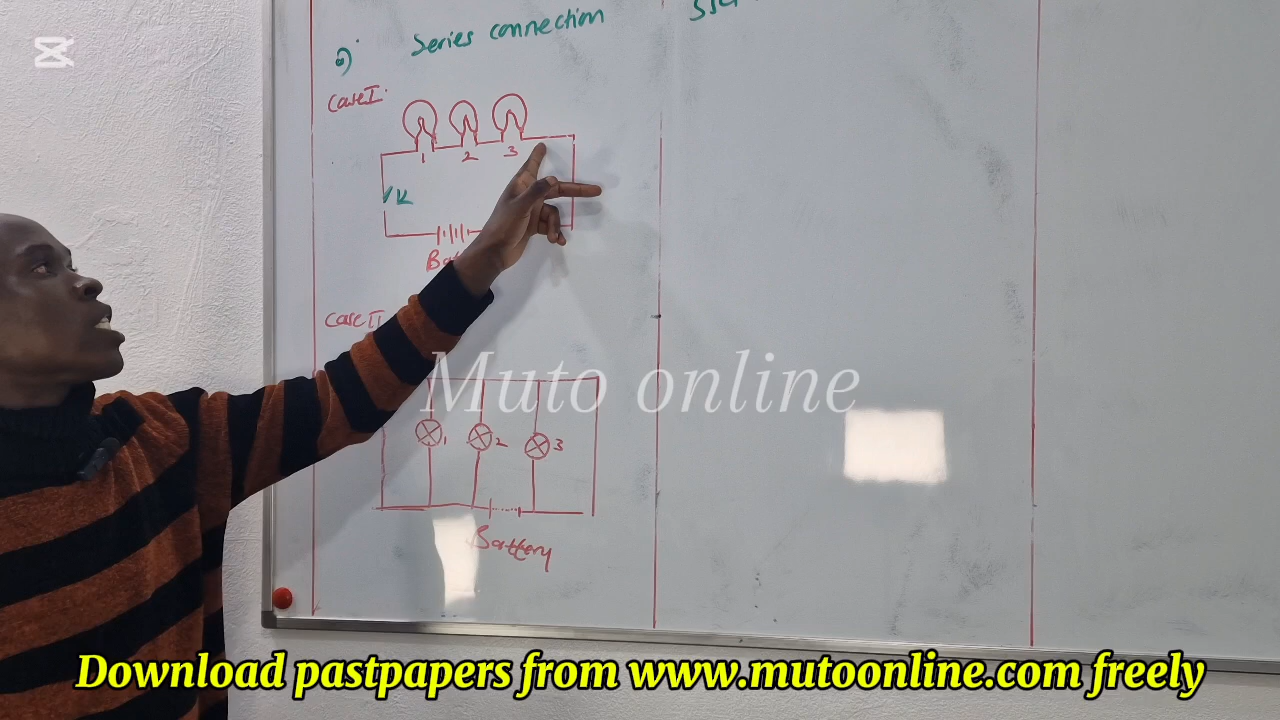 a) Series connection
Case I.
1 2 3
K
Case II
Muto online
1 2 3
Battery
Download pastpapers from www.mutoonline.com freely